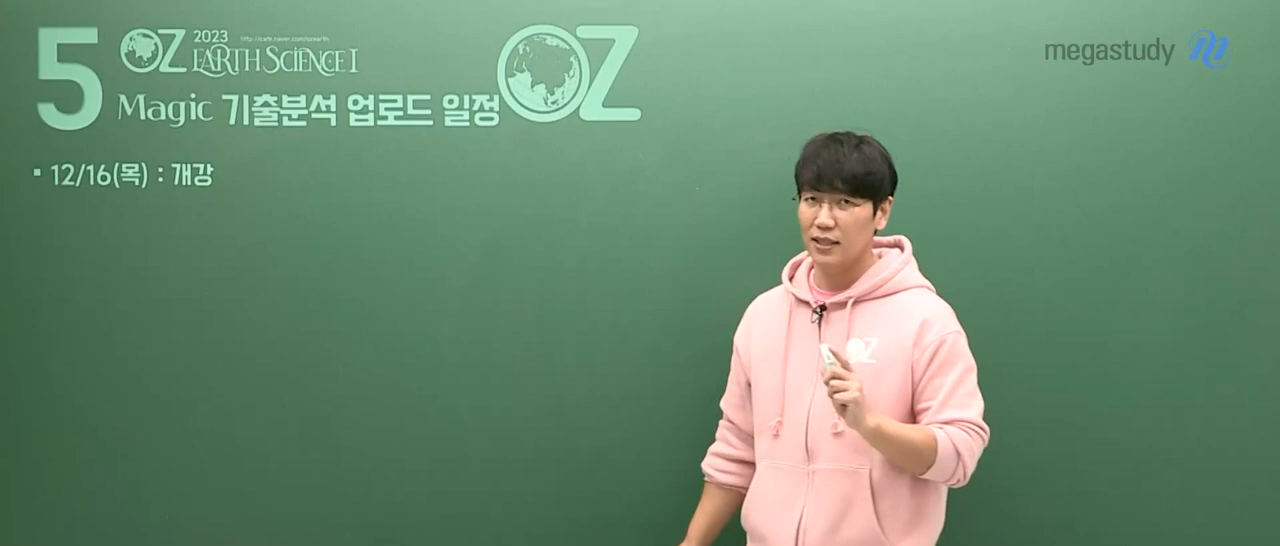 5
OZ 2023 http://cafe.naver.com/ozearth
EARTH SCIENCE I
Magic 기출분석 업로드 일정
OZ
▪ 12/16(목) : 개강
megastudy
OZ